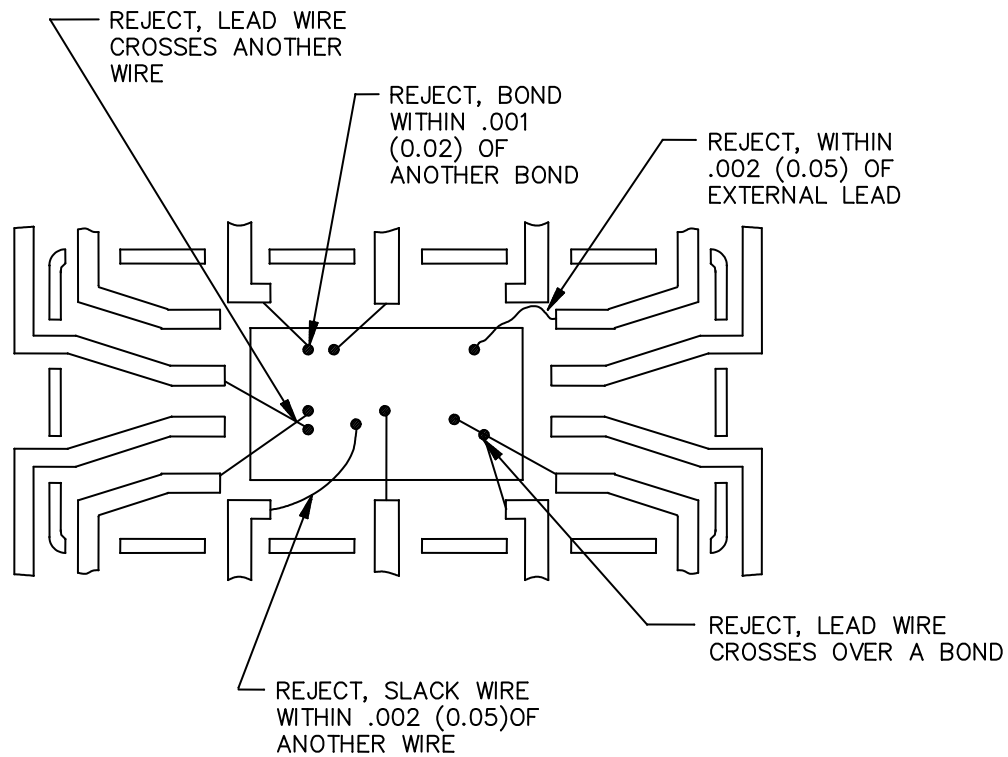 REJECT, LEAD WIRE
CROSSES ANOTHER
WIRE
REJECT, BOND
WITHIN .001
(0.02) OF
ANOTHER BOND
REJECT, WITHIN
.002 (0.05) OF
EXTERNAL LEAD
REJECT, LEAD WIRE
CROSSES OVER A BOND
REJECT, SLACK WIRE
WITHIN .002 (0.05)OF
ANOTHER WIRE